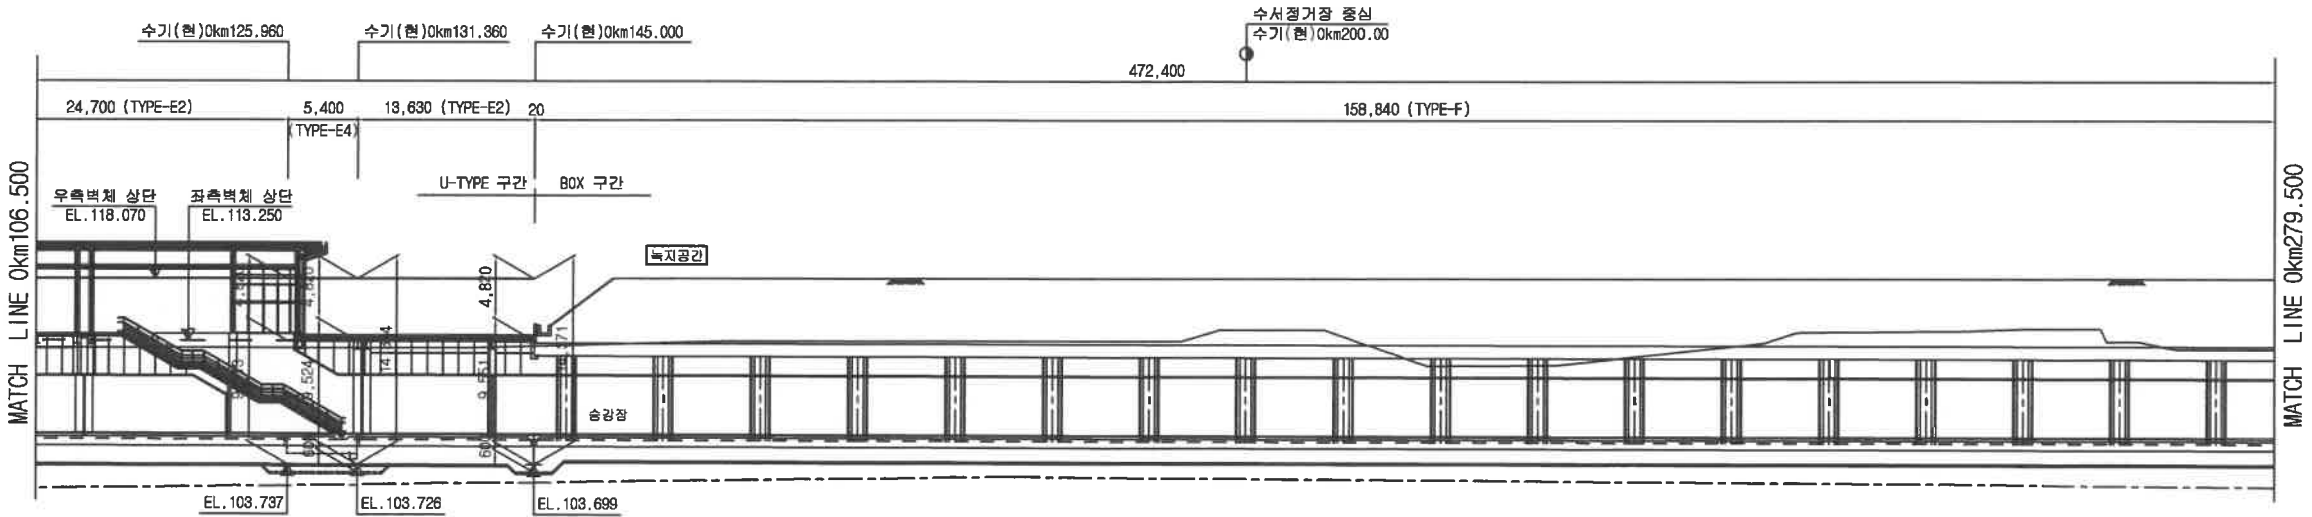 수서정거장 중심
수기(현)0km125.960
수기(현)0km131.360
수기(현)0km145.000
수기(현)0km200.00
472,400
24,700 (TYPE-E2)
5,400
13,630 (TYPE-E2)
20
158,840 (TYPE-F)
(TYPE-E4)
U-TYPE 구간
BOX 구간
우측벽체 상단
EL.118.070
좌측벽체 상단
EL.113.250
녹지공간
4,820
4,820
9,524
9,551
승강장
EL.103.737
EL.103.726
EL.103.699
MATCH LINE 0km106.500
MATCH LINE 0km279.500